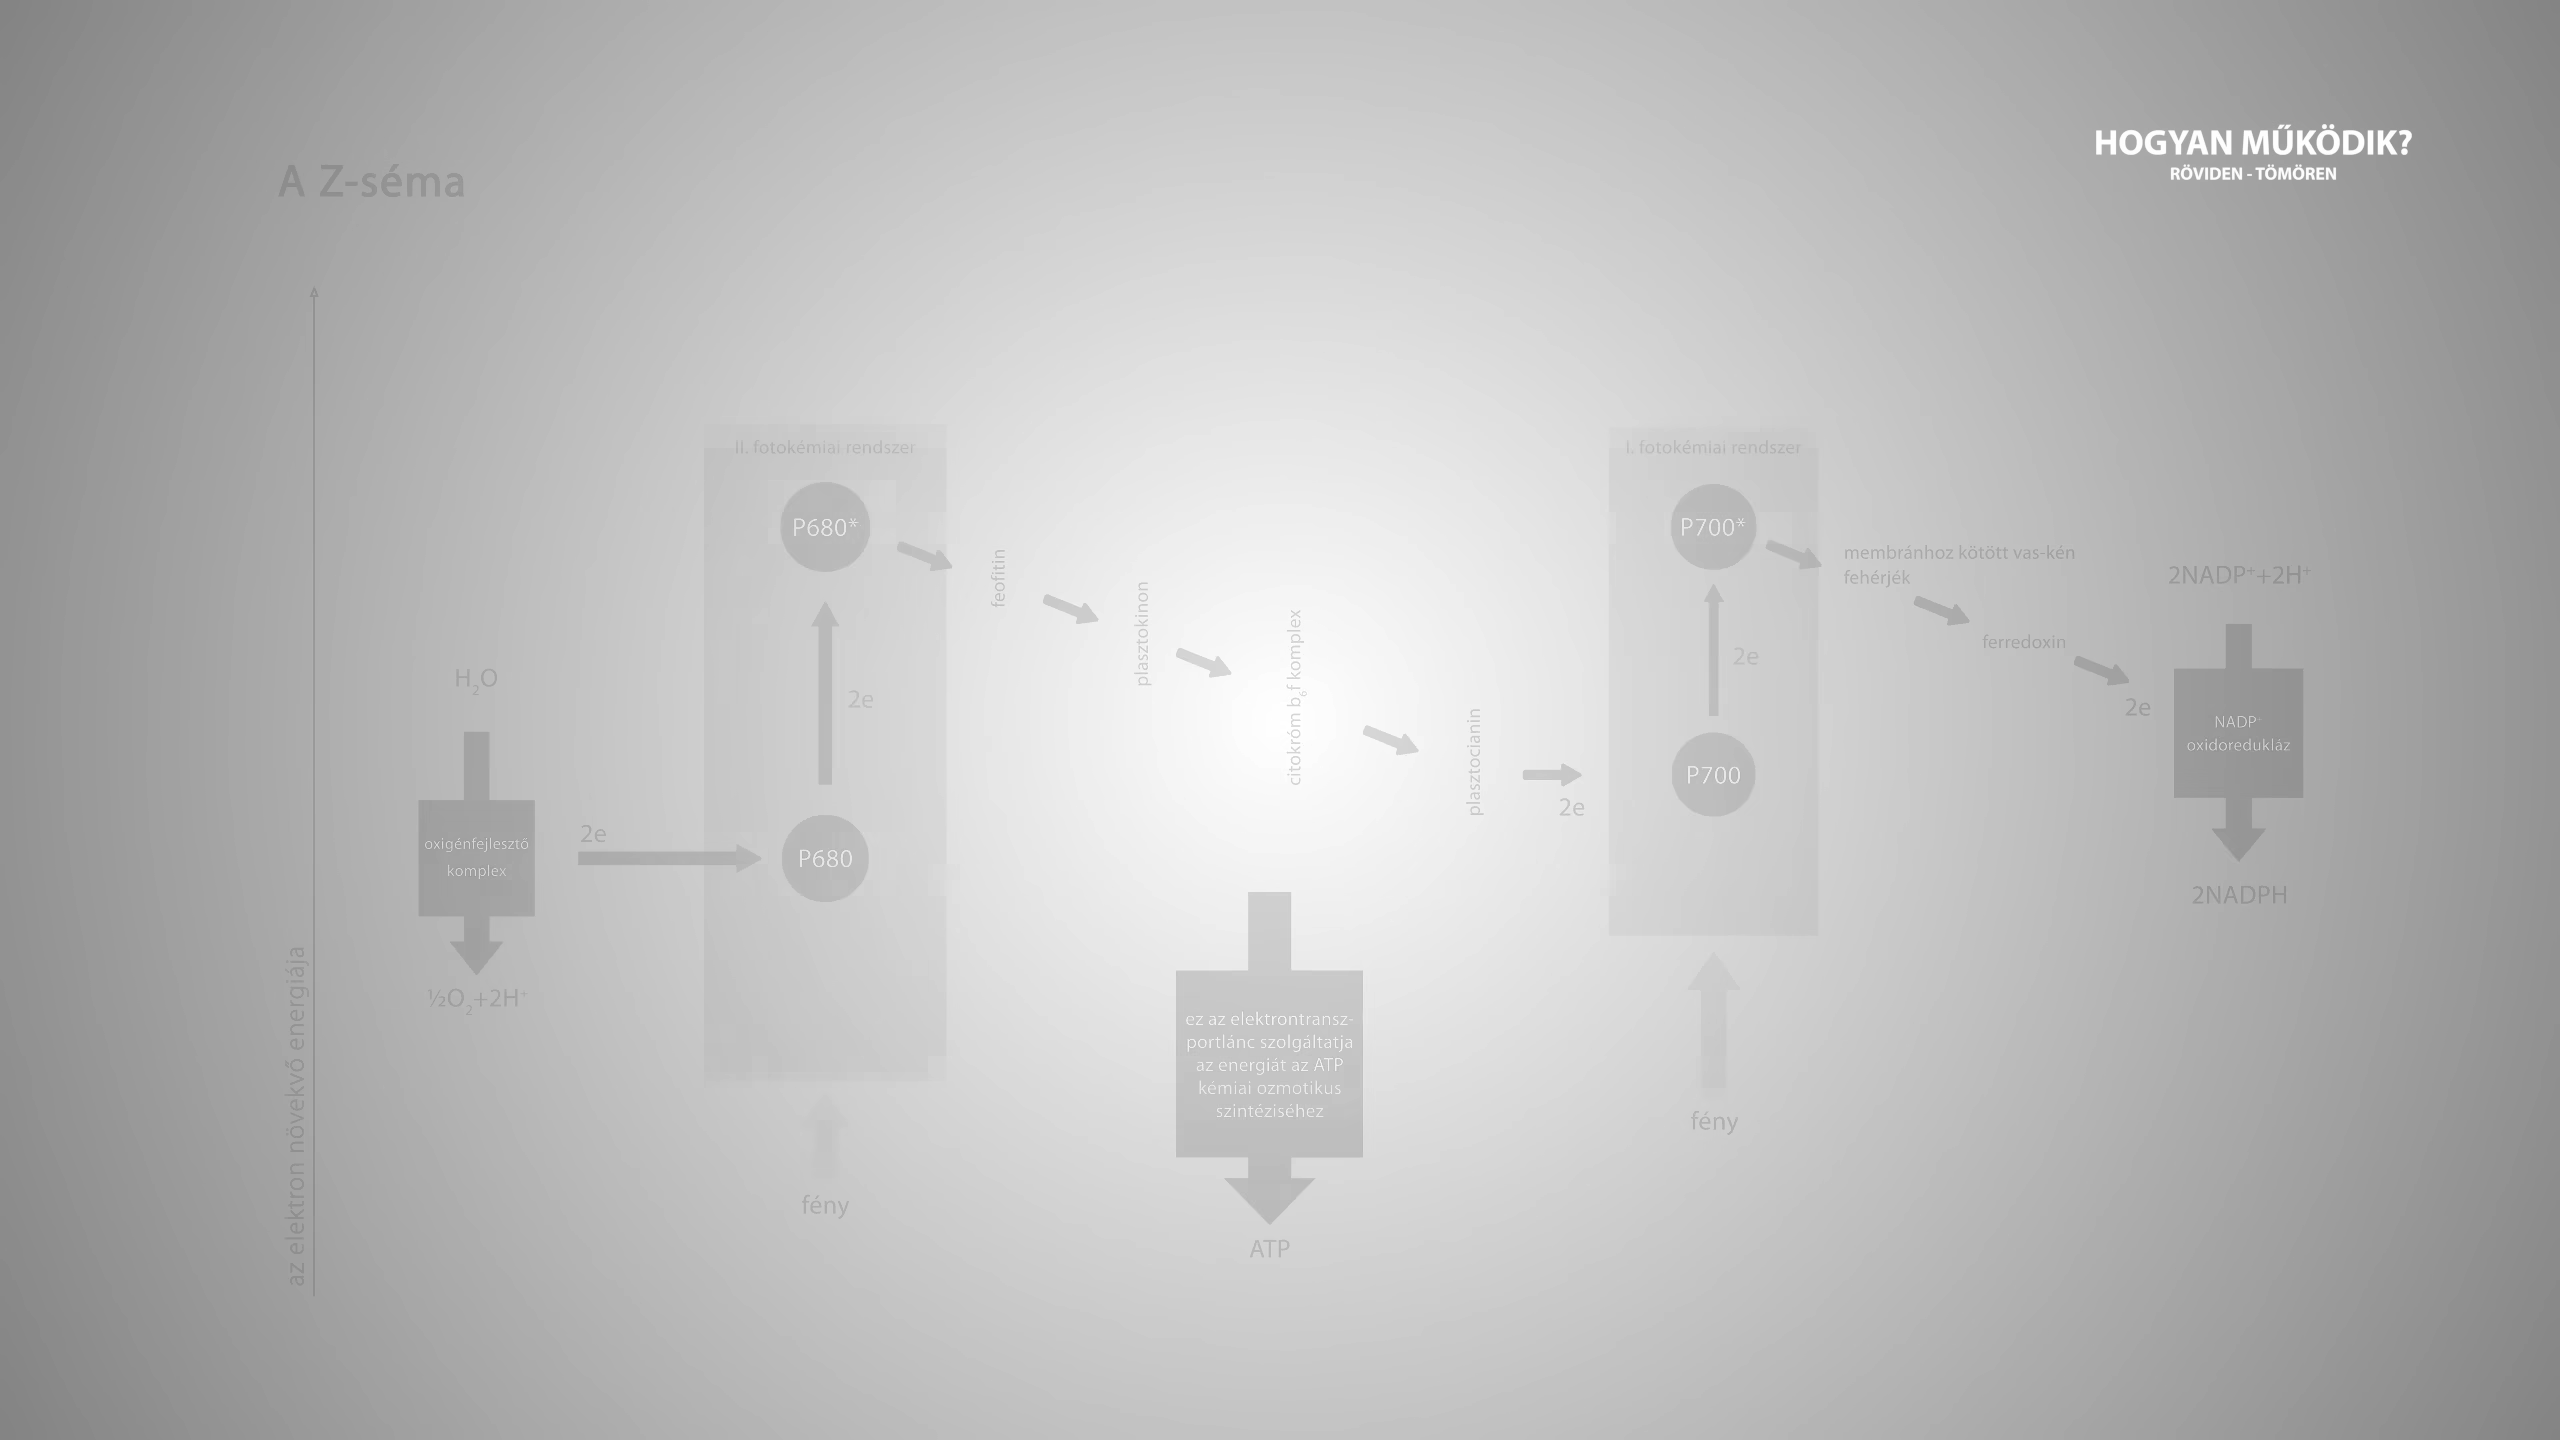 HOGYAN MŰKÖDIK?
RÖVIDEN - TÖMÖREN
A Z-séma
az elektron növekvő energiája
H₂O
oxigénfejlesztő
komplex
½O₂+2H⁺
2e
II. fotokémiai rendszer
P680*
2e
P680
fény
feofitin
plasztokinon
citokróm b₆f komplex
plasztocianin
2e
ez az elektrontransz-
portlánc szolgáltatja
az energiát az ATP
kémiai ozmotikus
szintéziséhez
ATP
I. fotokémiai rendszer
P700*
2e
P700
fény
membránhoz kötött vas-kén
fehérjék
ferredoxin
2e
2NADP⁺+2H⁺
NADP⁻
oxidoredukláz
2NADPH